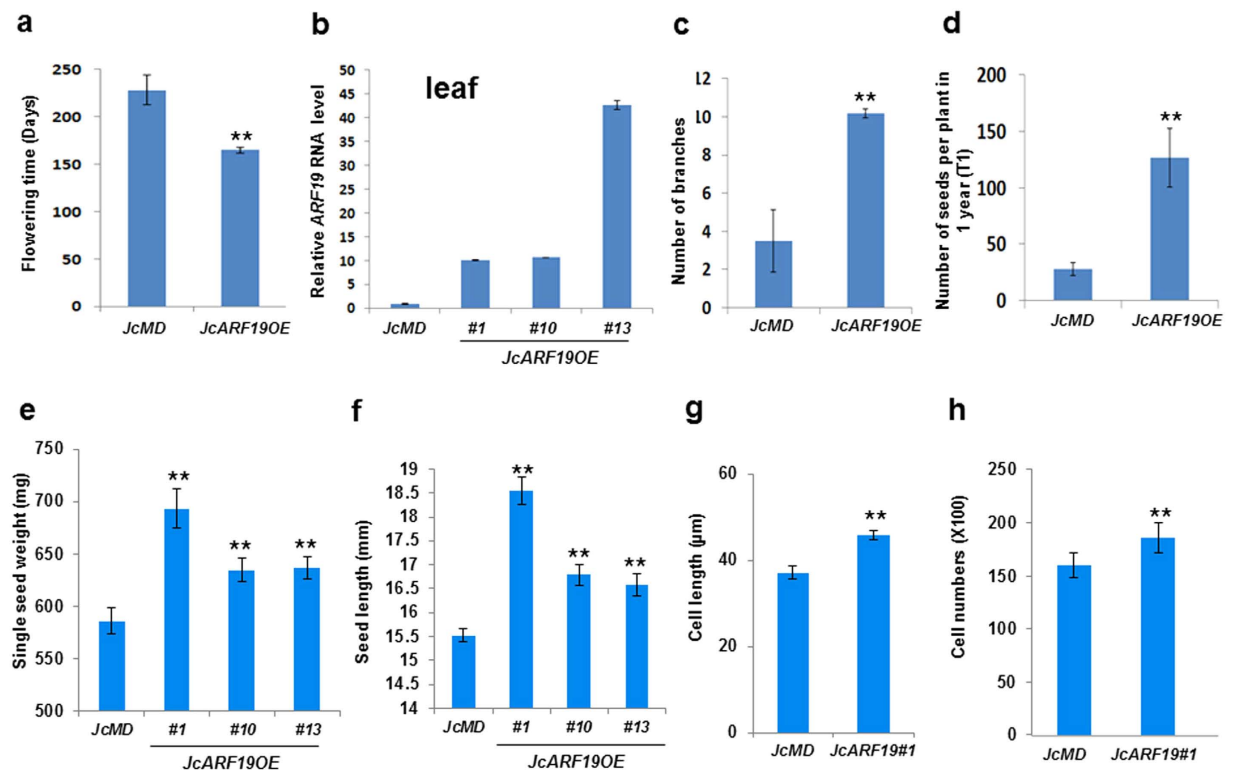 a
Flowering time (Days)
250
200
150
200
50
0
**
JcMD
JcARF19OE
b
leaf
Relative ARF19 RNA level
50
45
40
35
30
25
20
15
10
5
0
JcMD
#1
#10
#13
JcARF19OE
c
Number of branches
12
10
8
6
4
2
0
**
JcMD
JcARF19OE
d
Number of seeds per plant in
1 year (T1)
200
150
100
50
0
**
JcMD
JcARF19OE
e
Single seed weight (mg)
750
700
650
600
550
500
**
**
**
JcMD
#1
#10
#13
JcARF19OE
f
Seed length (mm)
19
18.5
18
17.5
17
16.5
16
15.5
15
14.5
14
**
**
**
JcMD
#1
#10
#13
JcARF19OE
g
Cell length (µm)
60
40
20
0
**
JcMD
JcARF19#1
h
Cell numbers (X100)
250
200
150
100
50
0
**
JcMD
JcARF19#1